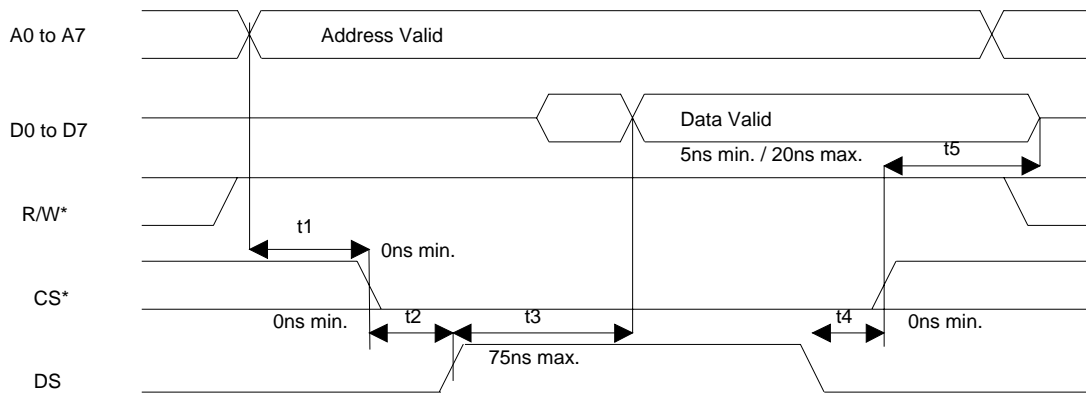 A0 to A7
Address Valid
D0 to D7
Data Valid
5ns min. / 20ns max.
t5
R/W*
t1
0ns min.
CS*
0ns min.
t2
t3
t4
0ns min.
75ns max.
DS